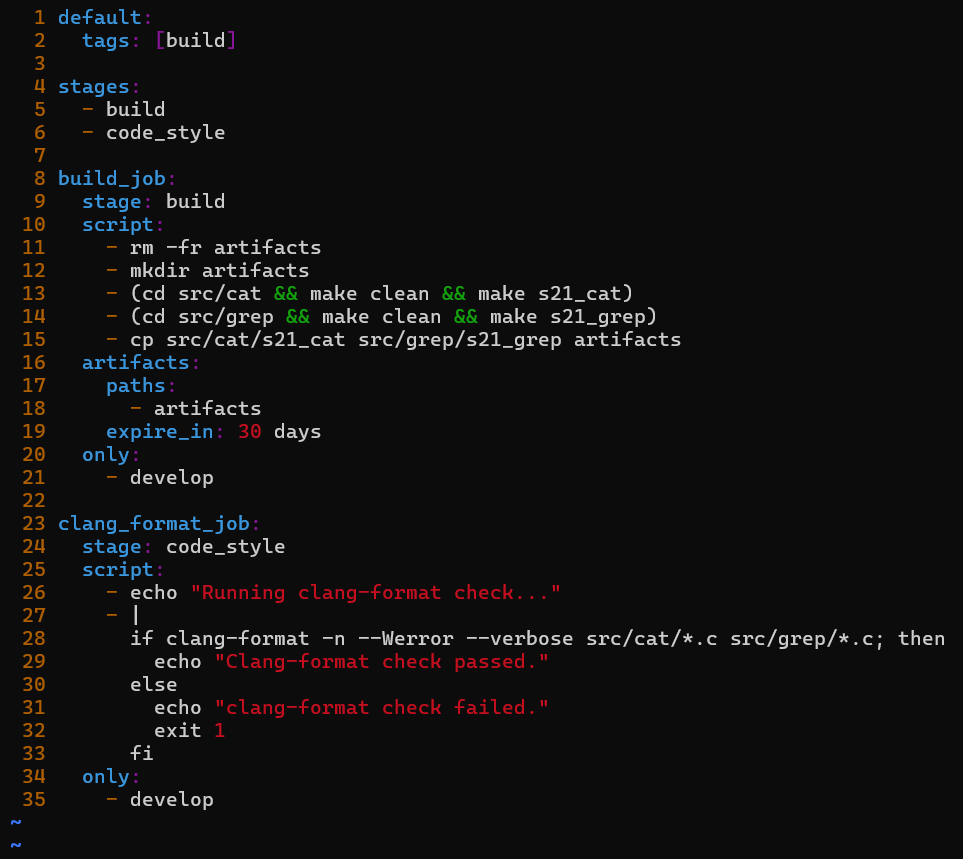 1 default:
2   tags: [build]
3
4 stages:
5   - build
6   - code_style
7
8 build_job:
9   stage: build
10   script:
11     - rm -fr artifacts
12     - mkdir artifacts
13     - (cd src/cat && make clean && make s21_cat)
14     - (cd src/grep && make clean && make s21_grep)
15     - cp src/cat/s21_cat src/grep/s21_grep artifacts
16   artifacts:
17     paths:
18       - artifacts
19     expire_in: 30 days
20   only:
21     - develop
22
23 clang_format_job:
24   stage: code_style
25   script:
26     - echo "Running clang-format check..."
27     - |
28       if clang-format -n --Werror --verbose src/cat/*.c src/grep/*.c; then
29         echo "Clang-format check passed."
30       else
31         echo "clang-format check failed."
32         exit 1
33       fi
34   only:
35     - develop
~
~